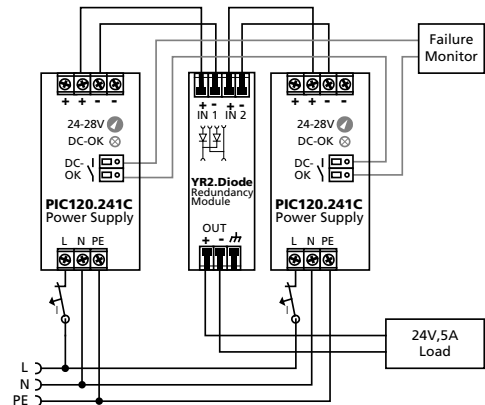 Failure
Monitor
+ + - -
24-28V
DC-OK
DC-
OK
PIC120.241C
Power Supply
L N PE
+ - + -
IN 1 IN 2
YR2.Diode
Redundancy
Module
OUT
+ -
+ + - -
24-28V
DC-OK
DC-
OK
PIC120.241C
Power Supply
L N PE
I
I
24V,5A
Load
L
N
PE